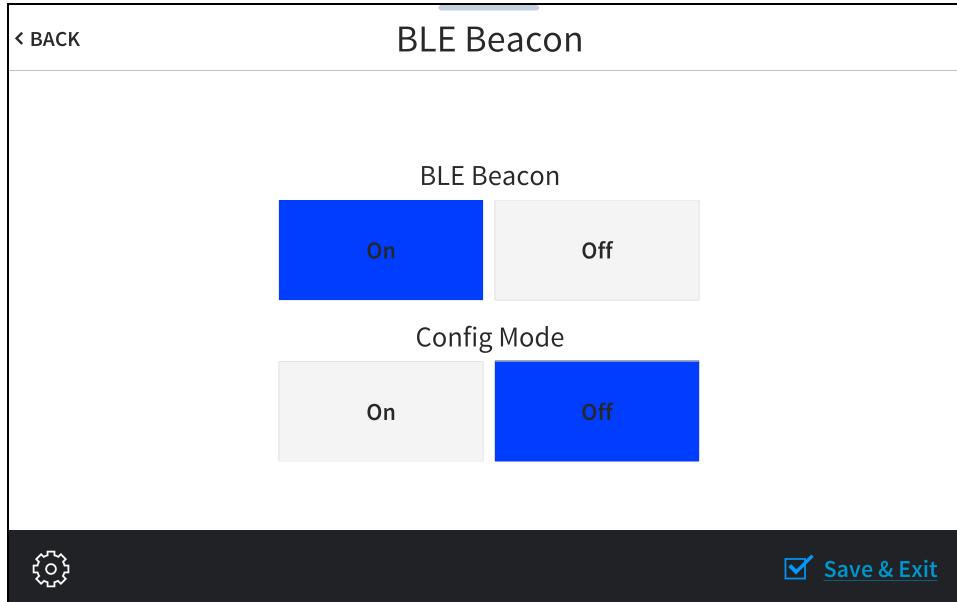 < BACK
BLE Beacon
BLE Beacon
On Off
Config Mode
On Off
Save & Exit